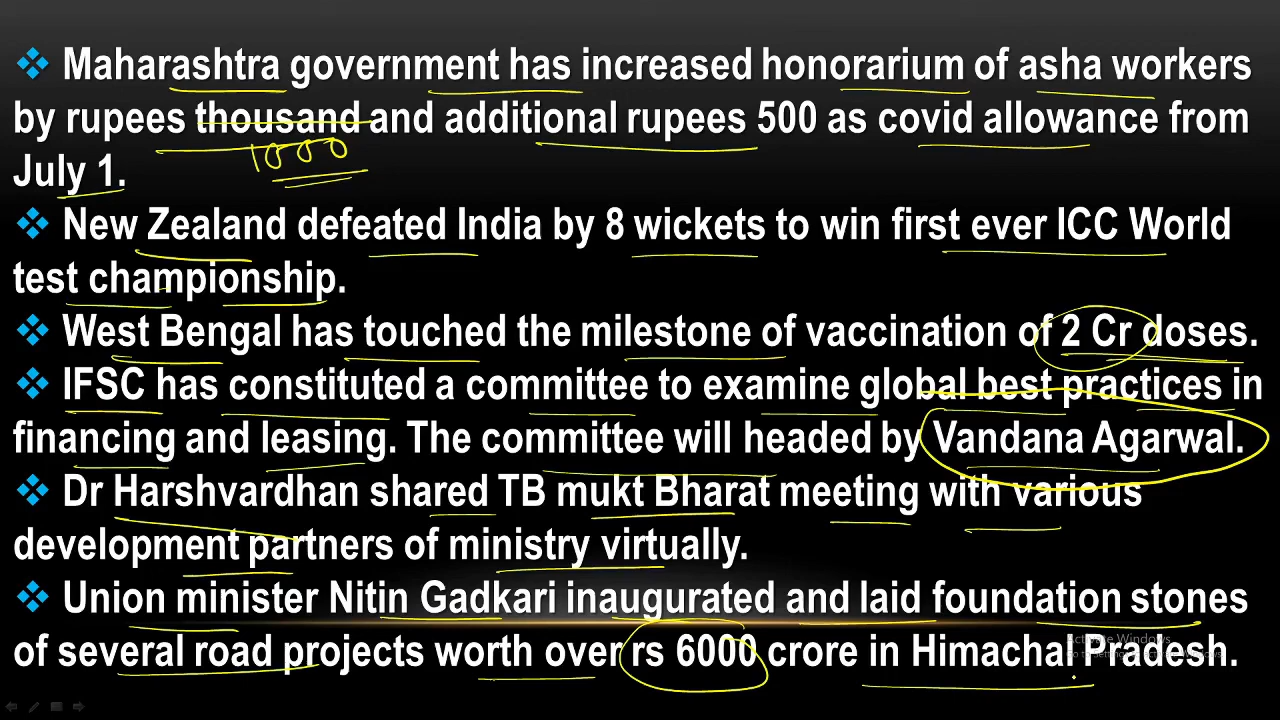 ❖ Maharashtra government has increased honorarium of asha workers
by rupees thousand and additional rupees 500 as covid allowance from
1000
July 1.
❖ New Zealand defeated India by 8 wickets to win first ever ICC World
test championship.
❖ West Bengal has touched the milestone of vaccination of 2 Cr doses.
❖ IFSC has constituted a committee to examine global best practices in
financing and leasing. The committee will headed by Vandana Agarwal.
❖ Dr Harshvardhan shared TB mukt Bharat meeting with various
development partners of ministry virtually.
❖ Union minister Nitin Gadkari inaugurated and laid foundation stones
Activate Windows
of several road projects worth over rs 6000 crore in Himachal Pradesh.